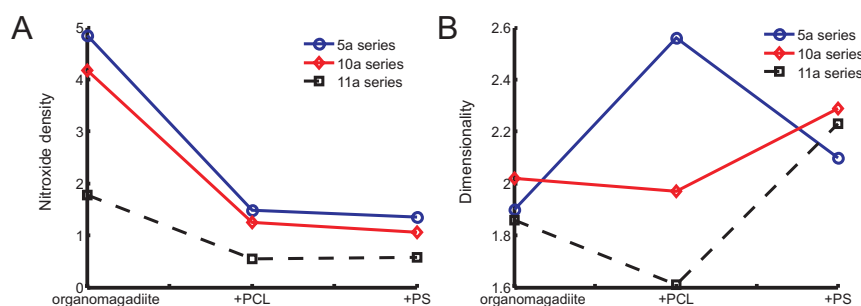 A
Nitroxide density
5
4
3
2
1
0
5a series
10a series
11a series
organomagadiite
+PCL
+PS
B
Dimensionality
2.6
2.4
2.2
2
1.8
1.6
5a series
10a series
11a series
organomagadiite
+PCL
+PS